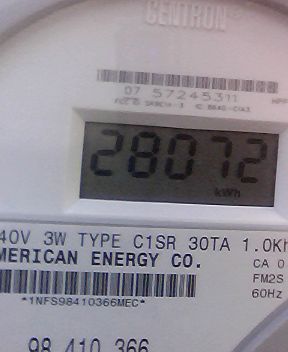 CENTRON®
07 57245311
28072
kWh
40V 3W TYPE C1SR 30TA 1.0Kh
MERICAN ENERGY CO.
CA 0
FM2S
*1NFS98410366MEC*
60Hz
98 410 366